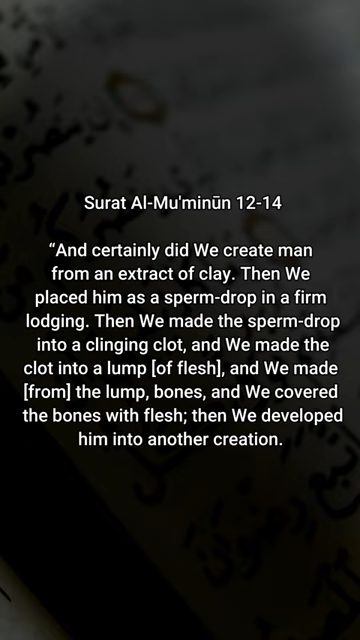 Surat Al-Mu'minūn 12-14
“And certainly did We create man
from an extract of clay. Then We
placed him as a sperm-drop in a firm
lodging. Then We made the sperm-drop
into a clinging clot, and We made the
clot into a lump [of flesh], and We made
[from] the lump, bones, and We covered
the bones with flesh; then We developed
him into another creation.